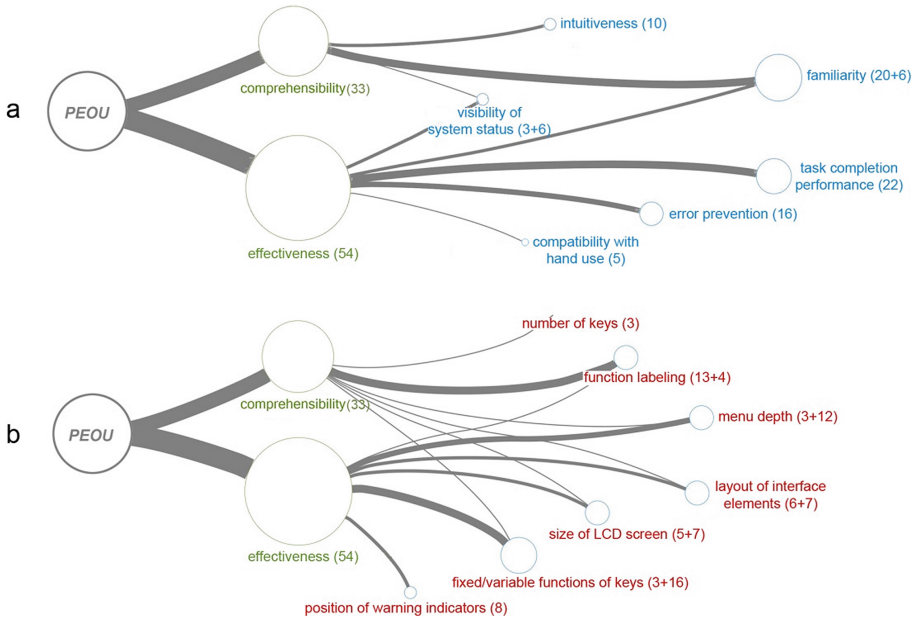 a
PEOU
comprehensibility(33)
effectiveness (54)
intuitiveness (10)
familiarity (20+6)
visibility of
system status (3+6)
task completion
performance (22)
error prevention (16)
compatibility with
hand use (5)
b
PEOU
comprehensibility(33)
effectiveness (54)
number of keys (3)
function labeling (13+4)
menu depth (3+12)
layout of interface
elements (6+7)
size of LCD screen (5+7)
fixed/variable functions of keys (3+16)
position of warning indicators (8)